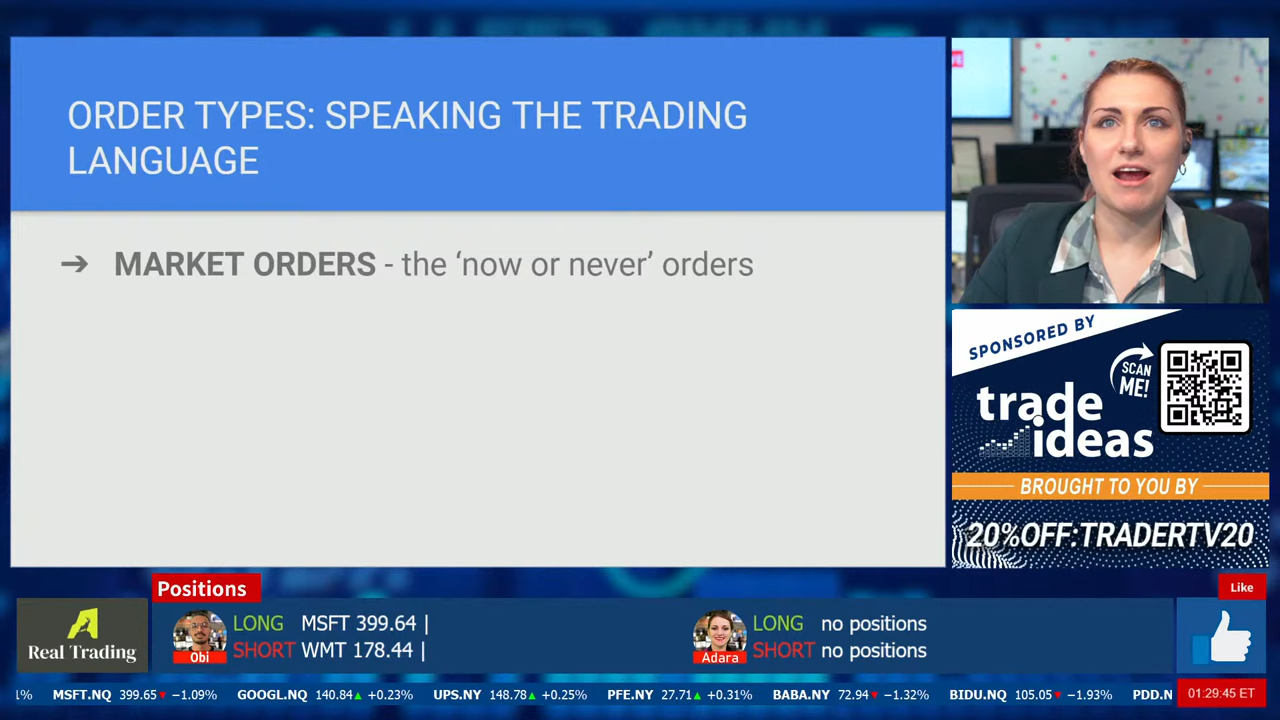 ORDER TYPES: SPEAKING THE TRADING
LANGUAGE
➔ MARKET ORDERS - the ‘now or never’ orders
SPONSORED BY
SCAN
ME!
trade
ideas
BROUGHT TO YOU BY
20%OFF:TRADERTV20
Positions
Like
Real Trading
Obi
LONG MSFT 399.64 |
SHORT WMT 178.44 |
Adara
LONG no positions
SHORT no positions
1% MSFT.NQ 399.65▼ −1.09% GOOGL.NQ 140.84▲ +0.23% UPS.NY 148.78▲ +0.25% PFE.NY 27.71▲ +0.31% BABA.NY 72.94▼ −1.32% BIDU.NQ 105.05▼ −1.93% PDD.N
01:29:45 ET